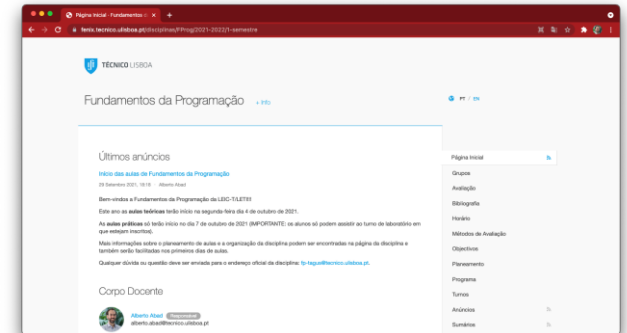 Página Inicial · Fundamentos d
fenix.tecnico.ulisboa.pt/disciplinas/FProg/2021-2022/1-semestre
TÉCNICO LISBOA
Fundamentos da Programação + INFO
PT / EN
Últimos anúncios
Início das aulas de Fundamentos da Programação
29 Setembro 2021, 18:18 · Alberto Abad
Bem-vindos a Fundamentos da Programação da LEIC-T/LETI!!!
Este ano as aulas teóricas terão início na segunda-feira dia 4 de outubro de 2021.
As aulas práticas só terão início no dia 7 de outubro de 2021 (IMPORTANTE: os alunos só podem assistir ao turno de laboratório em
que estejam inscritos).
Mais informações sobre o planeamento de aulas e a organização da disciplina podem ser encontradas na página da disciplina e
também serão facilitadas nos primeiros dias de aulas.
Qualquer dúvida ou questão deve ser enviada para o endereço oficial da disciplina: fp-tagus@tecnico.ulisboa.pt.
Corpo Docente
Alberto Abad Responsável
alberto.abad@tecnico.ulisboa.pt
Página Inicial
Grupos
Avaliação
Bibliografia
Horário
Métodos de Avaliação
Objectivos
Planeamento
Programa
Turnos
Anúncios
Sumários